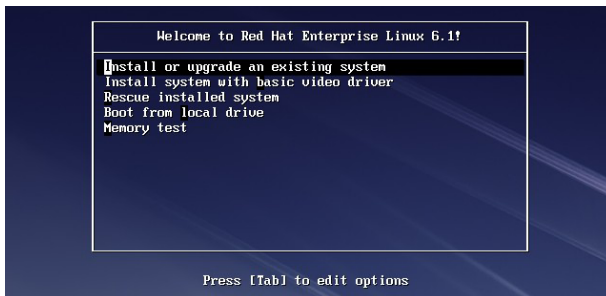 Welcome to Red Hat Enterprise Linux 6.1!
Install or upgrade an existing system
Install system with basic video driver
Rescue installed system
Boot from local drive
Memory test
Press [Tab] to edit options